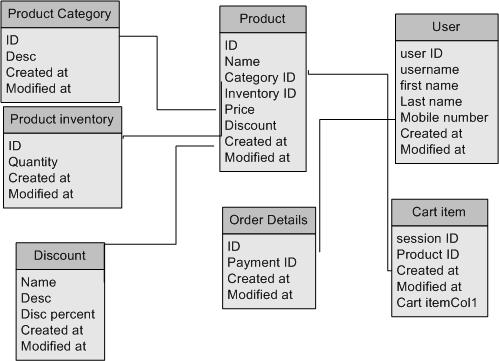 Product Category
ID
Desc
Created at
Modified at
Product
ID
Name
Category ID
Inventory ID
Price
Discount
Created at
Modified at
User
user ID
username
first name
Last name
Mobile number
Created at
Modified at
Product inventory
ID
Quantity
Created at
Modified at
Discount
Name
Desc
Disc percent
Created at
Modified at
Order Details
ID
Payment ID
Created at
Modified at
Cart item
session ID
Product ID
Created at
Modified at
Cart itemCol1